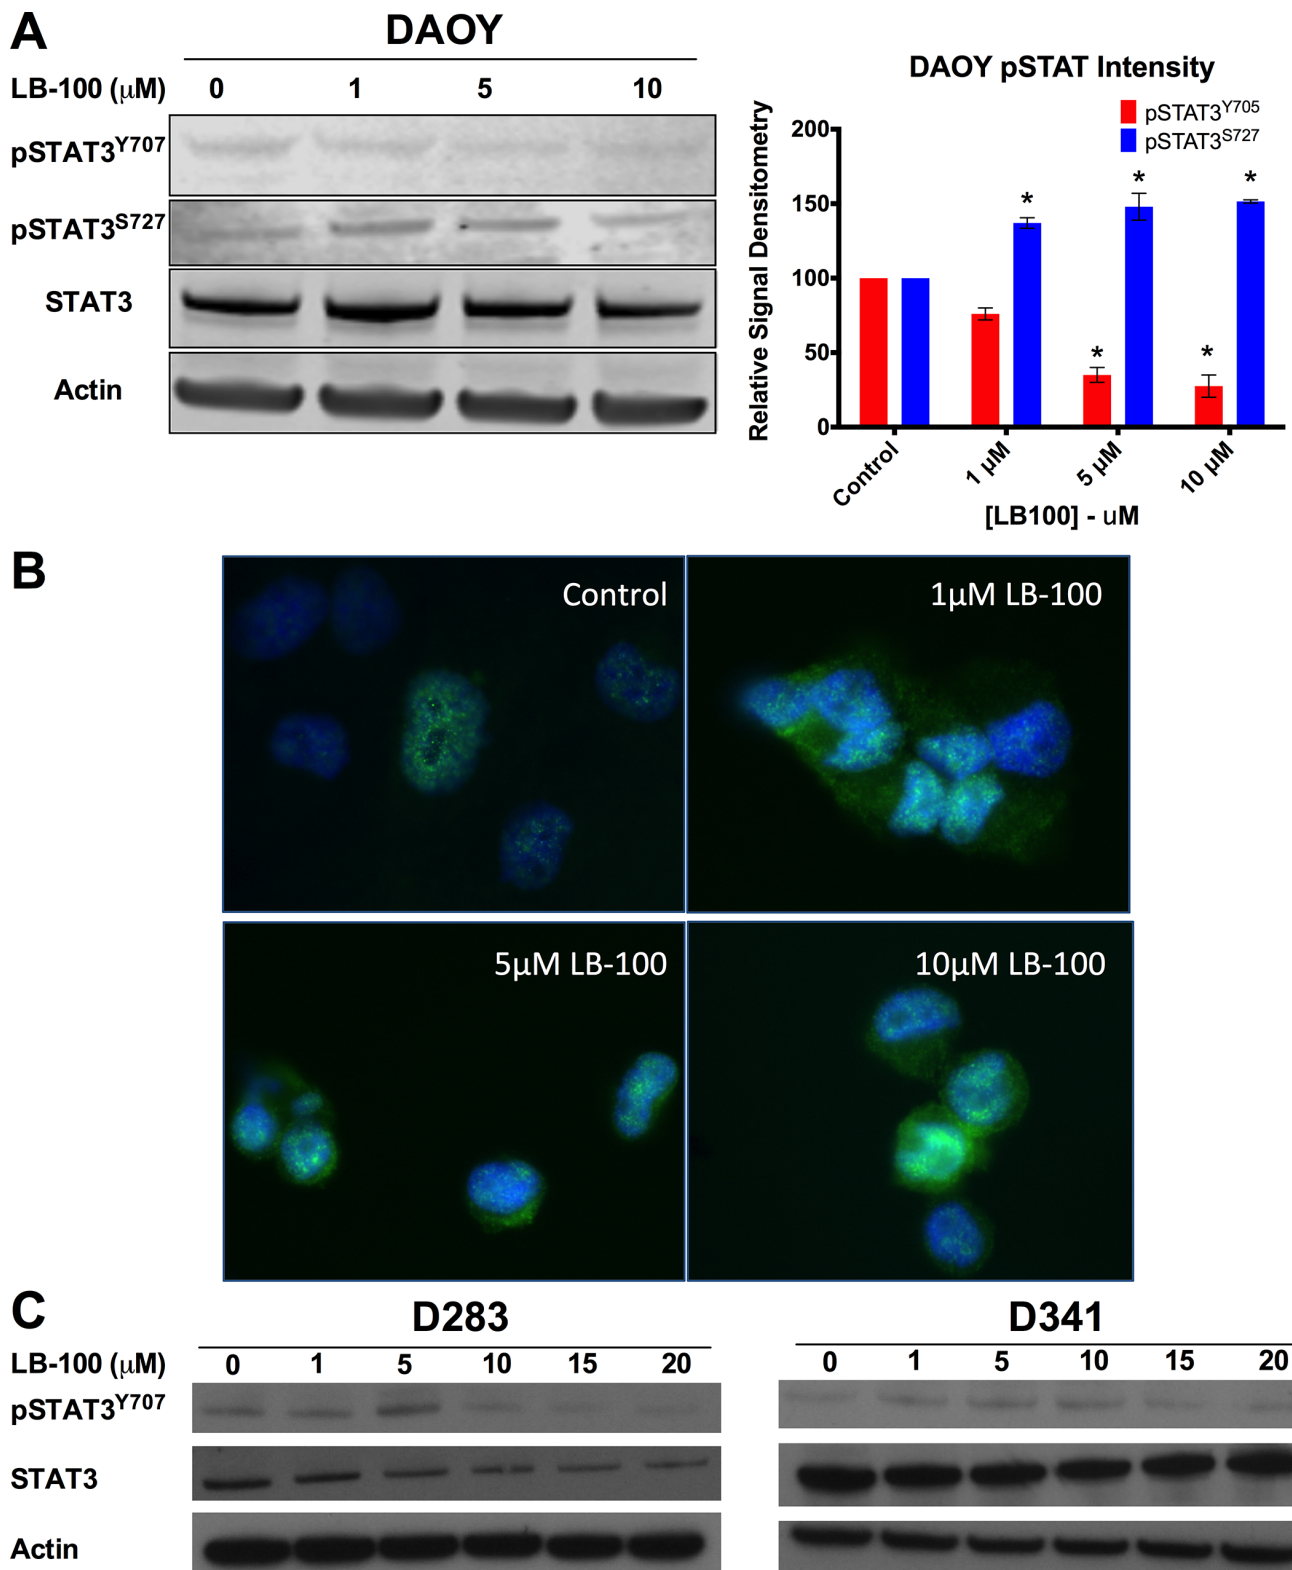 A
DAOY
LB-100 (μM) 0 1 5 10
pSTAT3Y707
pSTAT3S727
STAT3
Actin
DAOY pSTAT Intensity
pSTAT3Y705
pSTAT3S727
Relative Signal Densitometry
200
150
100
50
0
* * *
* *
Control 1 μM 5 μM 10 μM
[LB100] - uM
B
Control
1μM LB-100
5μM LB-100
10μM LB-100
C
D283 D341
LB-100 (μM) 0 1 5 10 15 20 0 1 5 10 15 20
pSTAT3Y707
STAT3
Actin